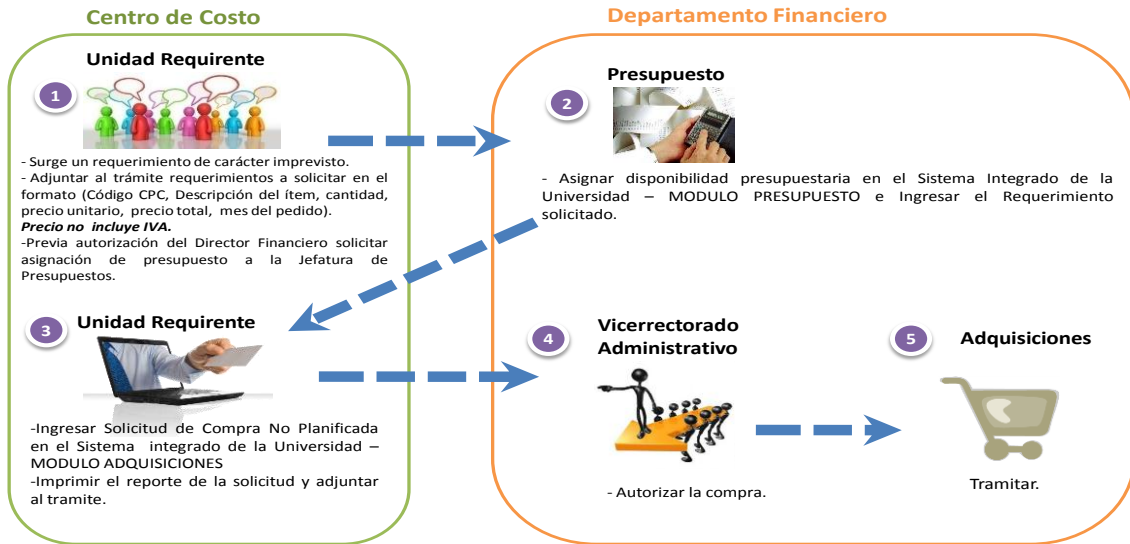 Centro de Costo
Departamento Financiero
Unidad Requirente
1
- Surge un requerimiento de carácter imprevisto.
- Adjuntar al trámite requerimientos a solicitar en el
formato (Código CPC, Descripción del ítem, cantidad,
precio unitario, precio total, mes del pedido).
Precio no incluye IVA.
-Previa autorización del Director Financiero solicitar
asignación de presupuesto a la Jefatura de
Presupuestos.
Presupuesto
2
- Asignar disponibilidad presupuestaria en el Sistema Integrado de la
Universidad – MODULO PRESUPUESTO e Ingresar el Requerimiento
solicitado.
3
Unidad Requirente
-Ingresar Solicitud de Compra No Planificada
en el Sistema integrado de la Universidad –
MODULO ADQUISICIONES
-Imprimir el reporte de la solicitud y adjuntar
al tramite.
4
Vicerrectorado
Administrativo
- Autorizar la compra.
5
Adquisiciones
Tramitar.